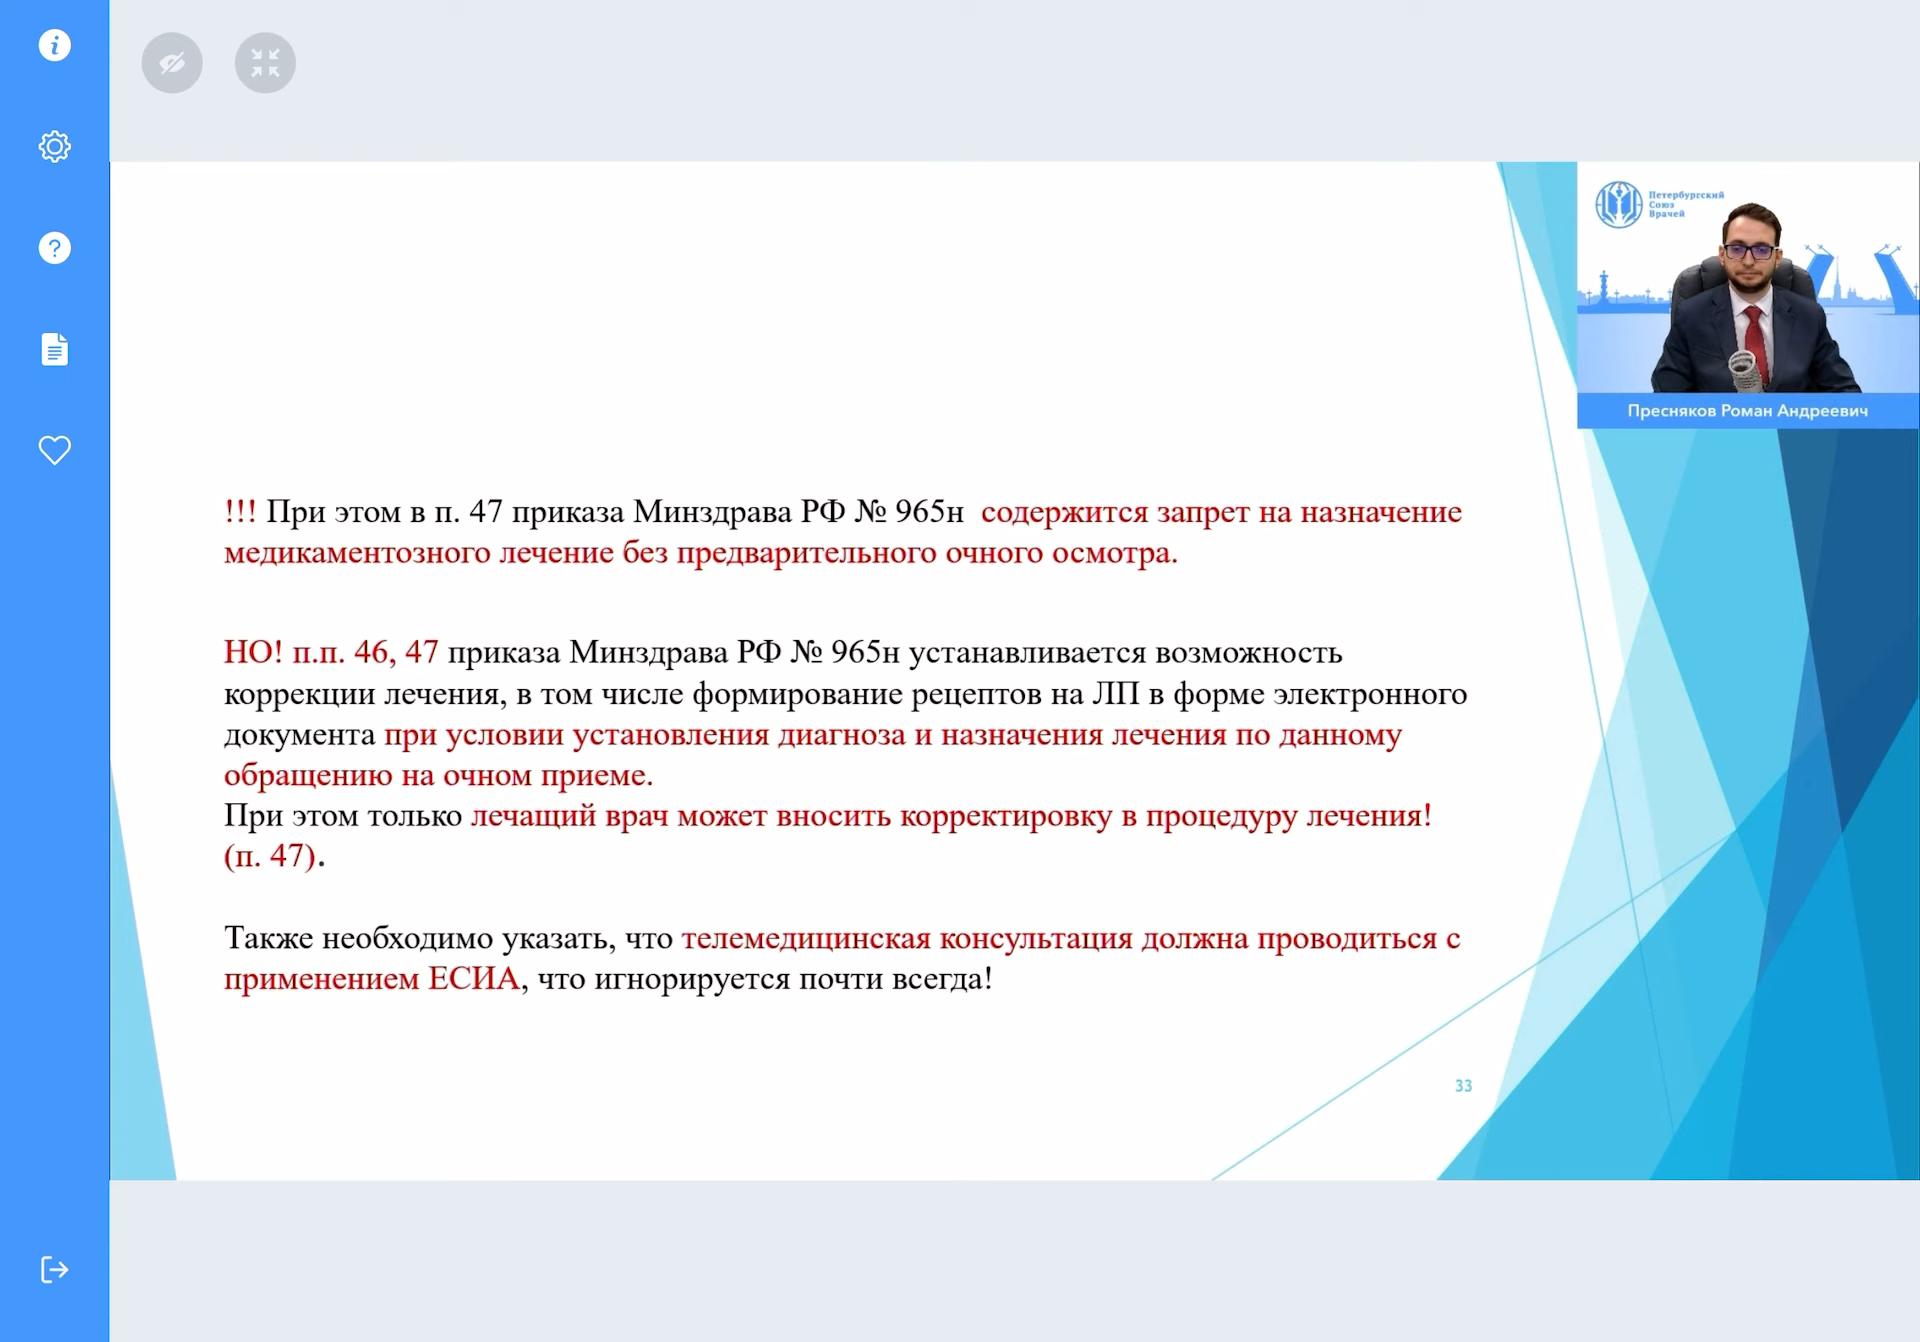 Петербургский
Союз
Врачей
Пресняков Роман Андреевич
!!! При этом в п. 47 приказа Минздрава РФ № 965н содержится запрет на назначение
медикаментозного лечение без предварительного очного осмотра.
НО! п.п. 46, 47 приказа Минздрава РФ № 965н устанавливается возможность
коррекции лечения, в том числе формирование рецептов на ЛП в форме электронного
документа при условии установления диагноза и назначения лечения по данному
обращению на очном приеме.
При этом только лечащий врач может вносить корректировку в процедуру лечения!
(п. 47).
Также необходимо указать, что телемедицинская консультация должна проводиться с
применением ЕСИА, что игнорируется почти всегда!
33